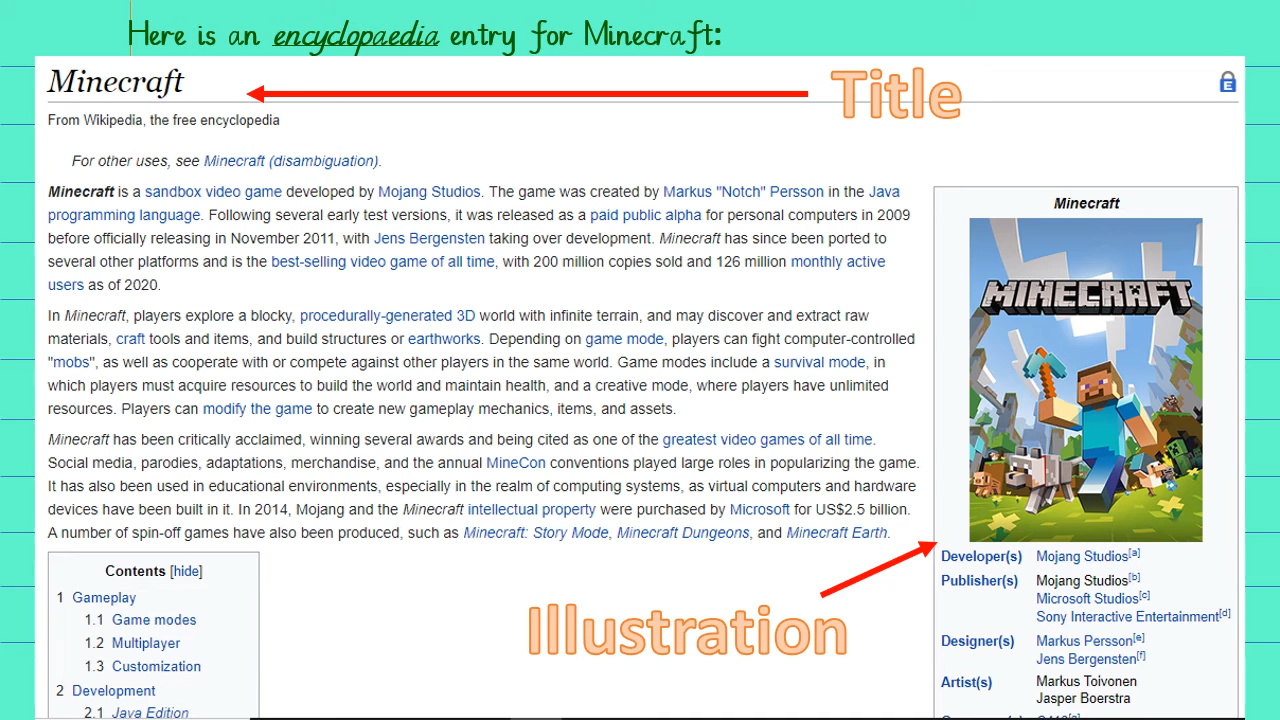 Here is an encyclopaedia entry for Minecraft:
Minecraft
Title
E
From Wikipedia, the free encyclopedia
For other uses, see Minecraft (disambiguation).
Minecraft is a sandbox video game developed by Mojang Studios. The game was created by Markus "Notch" Persson in the Java
programming language. Following several early test versions, it was released as a paid public alpha for personal computers in 2009
before officially releasing in November 2011, with Jens Bergensten taking over development. Minecraft has since been ported to
several other platforms and is the best-selling video game of all time, with 200 million copies sold and 126 million monthly active
users as of 2020.
In Minecraft, players explore a blocky, procedurally-generated 3D world with infinite terrain, and may discover and extract raw
materials, craft tools and items, and build structures or earthworks. Depending on game mode, players can fight computer-controlled
"mobs", as well as cooperate with or compete against other players in the same world. Game modes include a survival mode, in
which players must acquire resources to build the world and maintain health, and a creative mode, where players have unlimited
resources. Players can modify the game to create new gameplay mechanics, items, and assets.
Minecraft has been critically acclaimed, winning several awards and being cited as one of the greatest video games of all time.
Social media, parodies, adaptations, merchandise, and the annual MineCon conventions played large roles in popularizing the game.
It has also been used in educational environments, especially in the realm of computing systems, as virtual computers and hardware
devices have been built in it. In 2014, Mojang and the Minecraft intellectual property were purchased by Microsoft for US$2.5 billion.
A number of spin-off games have also been produced, such as Minecraft: Story Mode, Minecraft Dungeons, and Minecraft Earth.
Contents [hide]
1 Gameplay
1.1 Game modes
1.2 Multiplayer
1.3 Customization
2 Development
2.1 Java Edition
Illustration
Minecraft
MINECRAFT
Developer(s) Mojang Studios[a]
Publisher(s) Mojang Studios[b]
Microsoft Studios[c]
Sony Interactive Entertainment[d]
Designer(s) Markus Persson[e]
Jens Bergensten[f]
Artist(s) Markus Toivonen
Jasper Boerstra